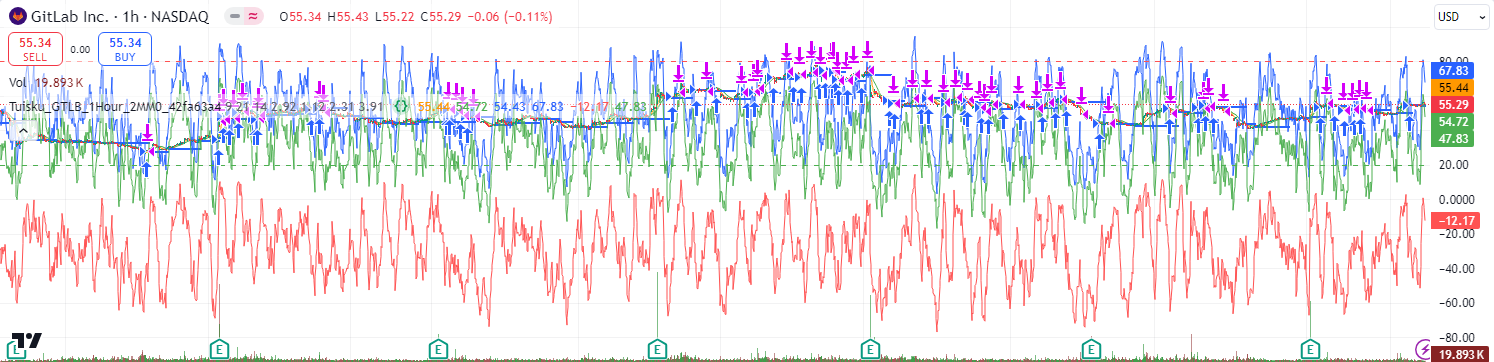 GitLab Inc. · 1h · NASDAQ O55.34 H55.43 L55.22 C55.29 −0.06 (−0.11%)
USD
55.34 0.00 55.34
SELL BUY
Vol 19.893 K
Tuisku_GTLB_1Hour_2MM0_42fa63a4 9 21 14 2.92 1.19 2.31 3.91 55.44 54.72 54.43 67.83 −12.17 47.83
80.00
67.83
55.44
55.29
54.72
47.83
20.00
0.0000
−12.17
−20.00
−40.00
−60.00
−80.00
19.893 K
E E E E E E